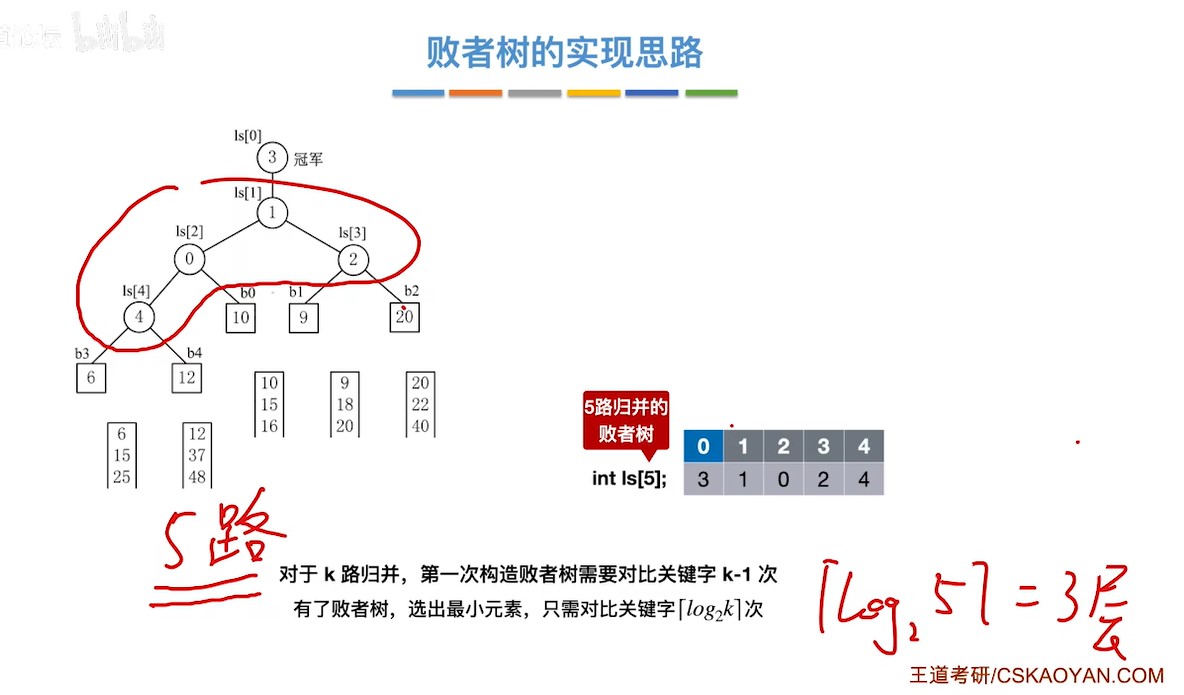 bilibili
败者树的实现思路
ls[0]
3 冠军
ls[1]
1
ls[2]
ls[3]
0
2
ls[4]
b0
b1
b2
4
10
9
20
b3
b4
6
12
10 9 20
15 18 22
16 20 40
6 12
15 37
25 48
5路归并的
败者树
0 1 2 3 4
int ls[5]; 3 1 0 2 4
5路
对于 k 路归并，第一次构造败者树需要对比关键字 k-1 次
有了败者树，选出最小元素，只需对比关键字⌈log₂k⌉次
⌈Log₂ 5⌉ = 3层
王道考研/CSKAOYAN.COM